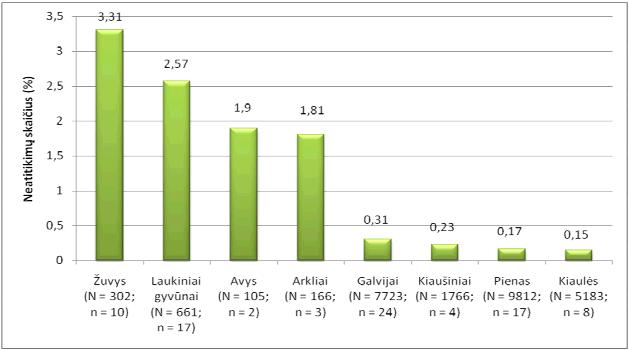 3,5
3
2,5
2
1,5
1
0,5
0
Neatitikimų skaičius (%)
3,31
2,57
1,9
1,81
0,31
0,23
0,17
0,15
Žuvys
(N = 302;
n = 10)
Laukiniai
gyvūnai
(N = 661;
n = 17)
Avys
(N = 105;
n = 2)
Arkliai
(N = 166;
n = 3)
Galvijai
(N = 7723;
n = 24)
Kiaušiniai
(N = 1766;
n = 4)
Pienas
(N = 9812;
n = 17)
Kiaulės
(N = 5183;
n = 8)